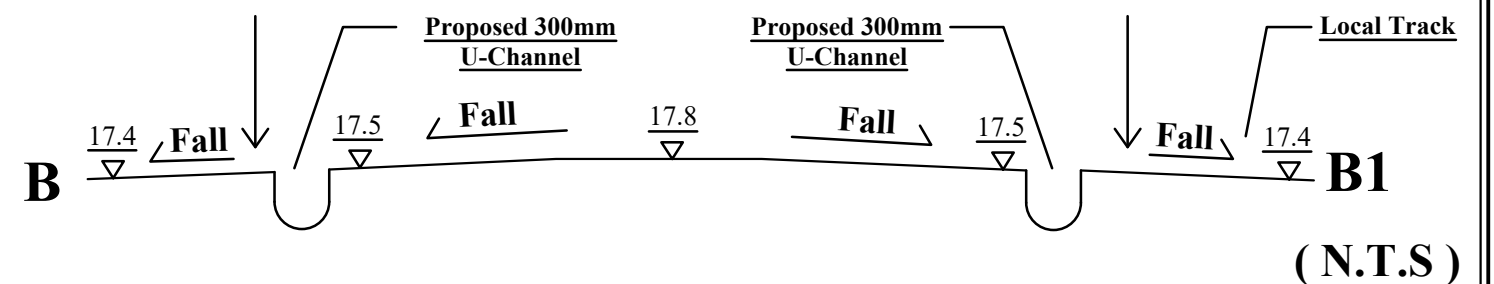 Proposed 300mm
U-Channel
Proposed 300mm
U-Channel
Local Track
17.4
Fall
17.5
Fall
17.8
Fall
17.5
Fall
17.4
B
B1
( N.T.S )